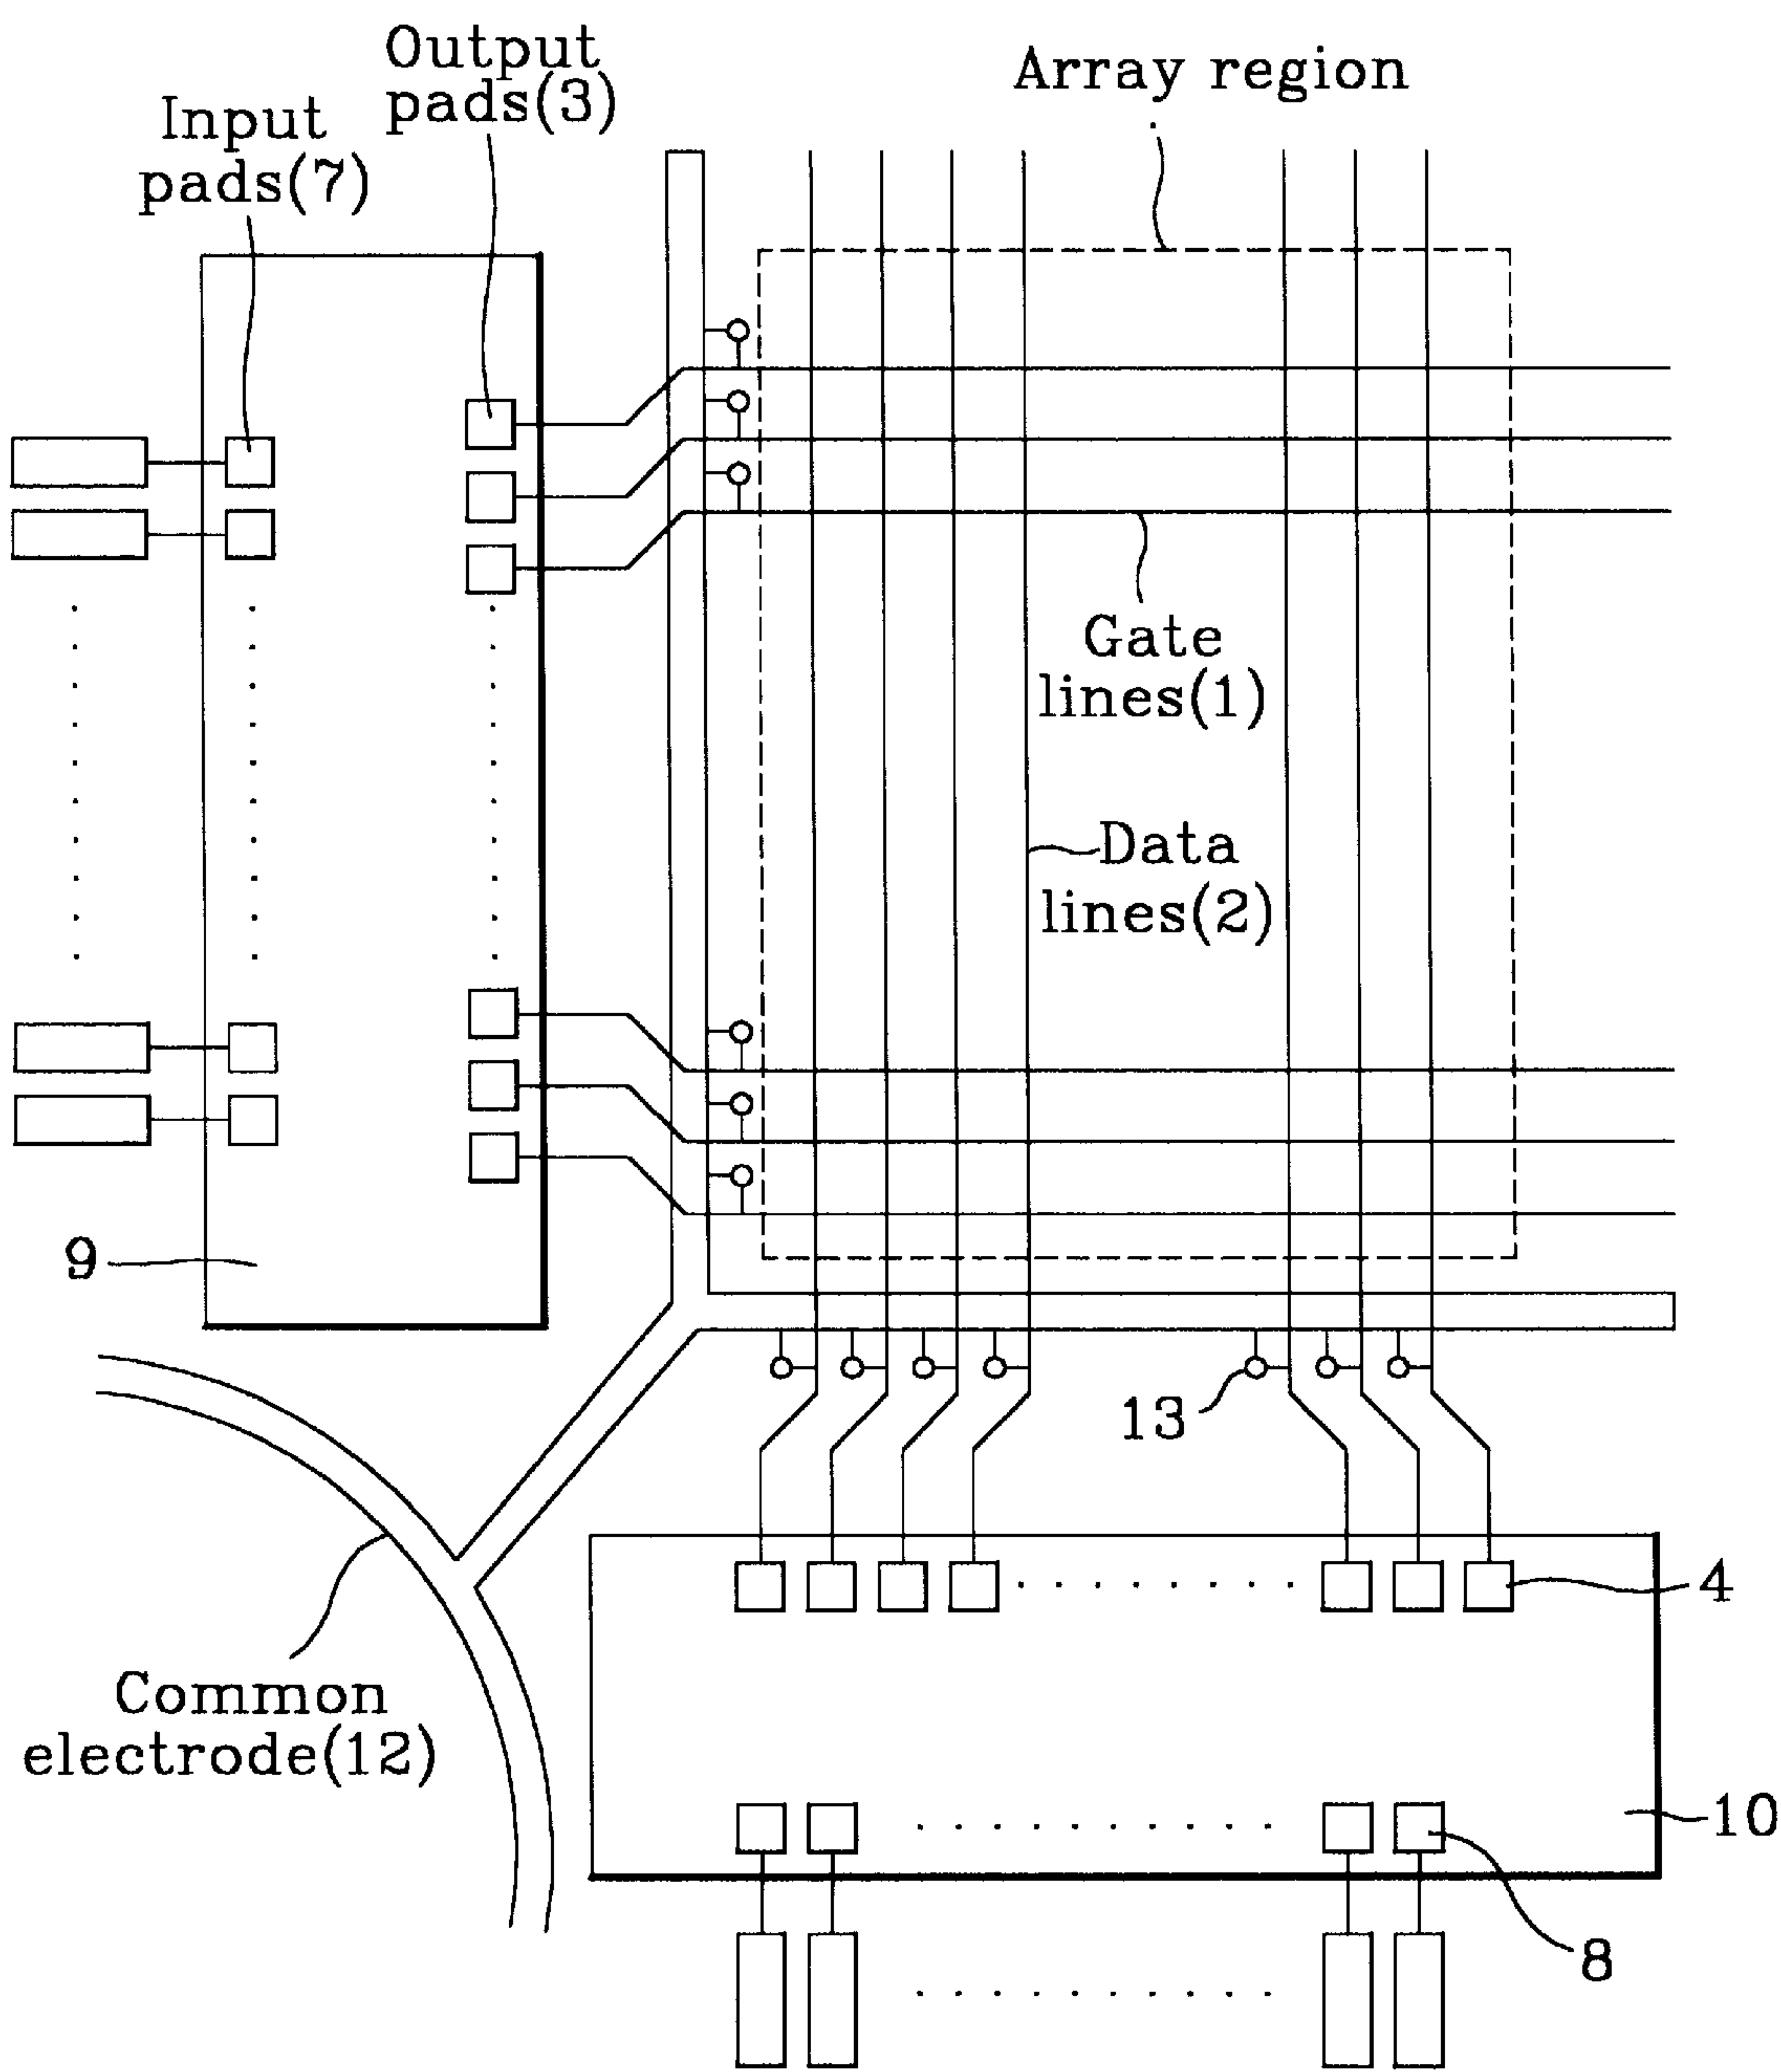 Output
pads(3)
Array region
Input
pads(7)
Gate
lines(1)
Data
lines(2)
9
13
4
Common
electrode(12)
10
8